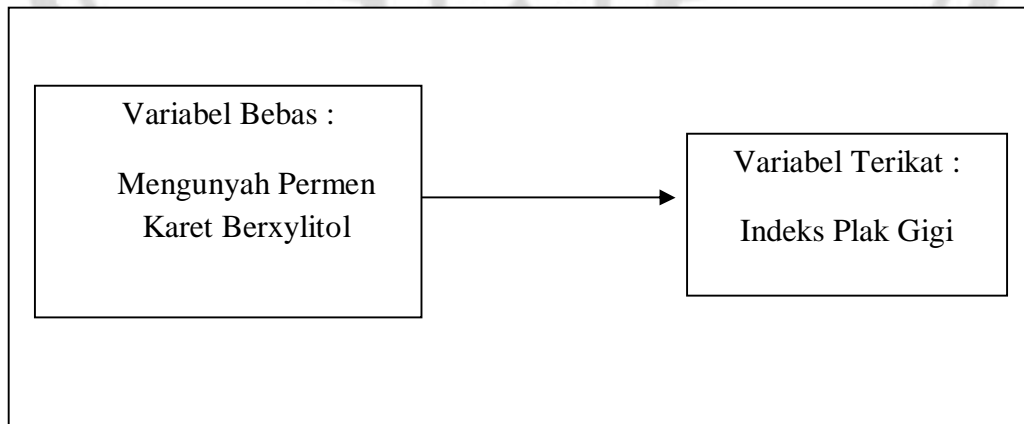 Variabel Bebas :
Mengunyah Permen
Karet Berxylitol
Variabel Terikat :
Indeks Plak Gigi